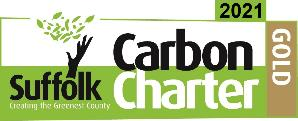 2021
Carbon
Suffolk Charter
Creating the Greenest County
GOLD